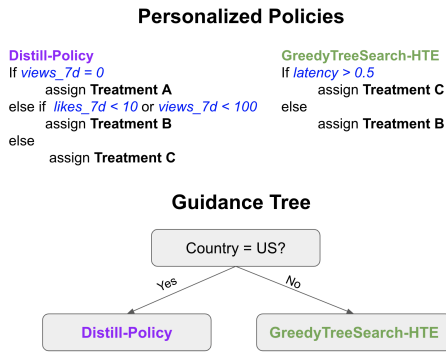 Personalized Policies
Distill-Policy
If views_7d = 0
assign Treatment A
else if likes_7d < 10 or views_7d < 100
assign Treatment B
else
assign Treatment C
GreedyTreeSearch-HTE
If latency > 0.5
assign Treatment C
else
assign Treatment B
Guidance Tree
Country = US?
Yes
No
Distill-Policy
GreedyTreeSearch-HTE